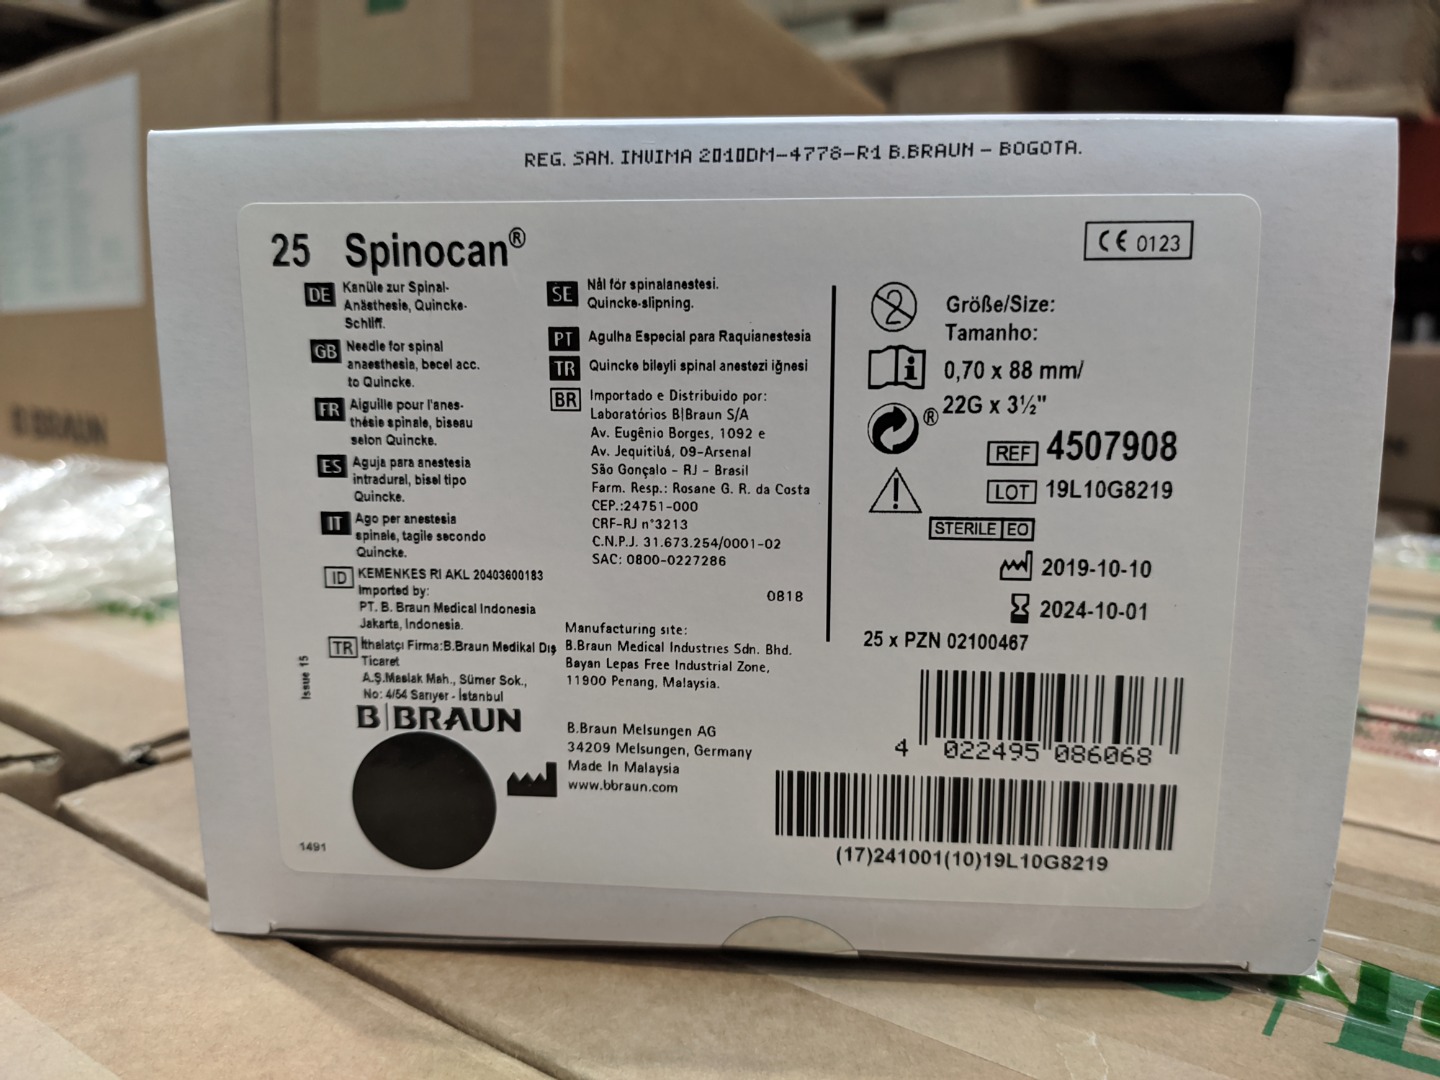 REG. SAN. INVIMA 2010DM-4778-R1 B.BRAUN - BOGOTA.
25 Spinocan®
CE 0123
DE Kanüle zur Spinal-
Anästhesie, Quincke-
Schliff.
GB Needle for spinal
anaesthesia, becel acc.
to Quincke.
FR Aiguille pour l'anes-
thésie spinale, biseau
selon Quincke.
ES Aguja para anestesia
intradural, bisel tipo
Quincke.
IT Ago per anestesia
spinale, tagile secondo
Quincke.
ID KEMENKES RI AKL 20403600183
Imported by:
PT. B. Braun Medical Indonesia
Jakarta, Indonesia.
TR İthalatçı Firma:B.Braun Medikal Dış
Ticaret
A.Ş.Maslak Mah., Sümer Sok.,
No: 4/54 Sarıyer - İstanbul
Issue 15
B|BRAUN
1491
SE Nål för spinalanestesi.
Quincke-slipning.
PT Agulha Especial para Raquianestesia
TR Quincke bileyli spinal anestezi iğnesi
BR Importado e Distribuido por:
Laboratórios B|Braun S/A
Av. Eugênio Borges, 1092 e
Av. Jequitibá, 09-Arsenal
São Gonçalo - RJ - Brasil
Farm. Resp.: Rosane G. R. da Costa
CEP.:24751-000
CRF-RJ n°3213
C.N.P.J. 31.673.254/0001-02
SAC: 0800-0227286
0818
Manufacturing site:
B.Braun Medical Industries Sdn. Bhd.
Bayan Lepas Free Industrial Zone,
11900 Penang, Malaysia.
B.Braun Melsungen AG
34209 Melsungen, Germany
Made In Malaysia
www.bbraun.com
2
Größe/Size:
Tamanho:
0,70 x 88 mm/
22G x 3½"
®
REF 4507908
LOT 19L10G8219
STERILE EO
2019-10-10
2024-10-01
25 x PZN 02100467
4 022495 086068
(17)241001(10)19L10G8219
B BRAUN